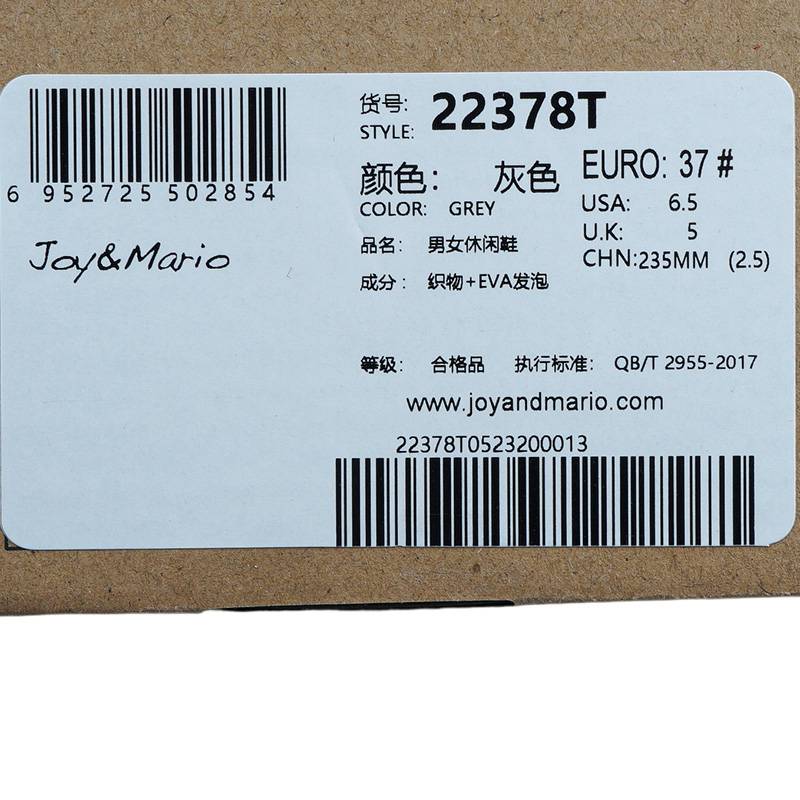 6 952725 502854
Joy&Mario
货号: 22378T
STYLE:
颜色: 灰色
COLOR: GREY
EURO: 37 #
USA: 6.5
U.K: 5
CHN:235MM (2.5)
品名: 男女休闲鞋
成分: 织物+EVA发泡
等级: 合格品 执行标准: QB/T 2955-2017
www.joyandmario.com
22378T0523200013